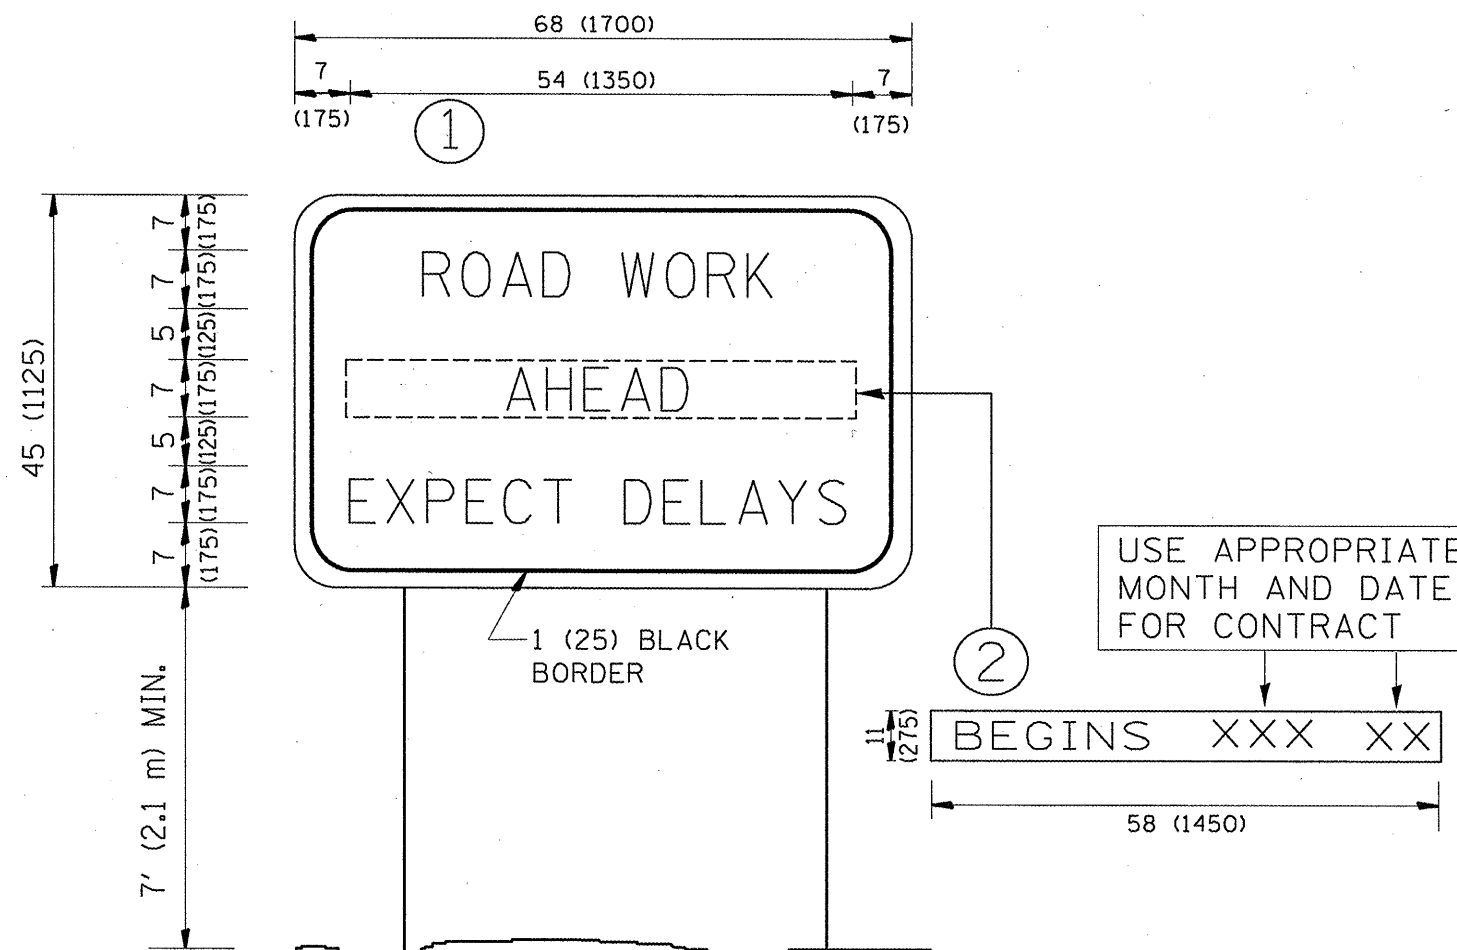 68 (1700)
7 54 (1350) 7
(175) (175)
1
45 (1125)
7 (175)
7 (175)
5 (125)
7 (175)
5 (125)
7 (175)
7 (175)
ROAD WORK
AHEAD
EXPECT DELAYS
1 (25) BLACK
BORDER
7' (2.1 m) MIN.
USE APPROPRIATE
MONTH AND DATE
FOR CONTRACT
2
11
(275)
BEGINS XXX XX
58 (1450)